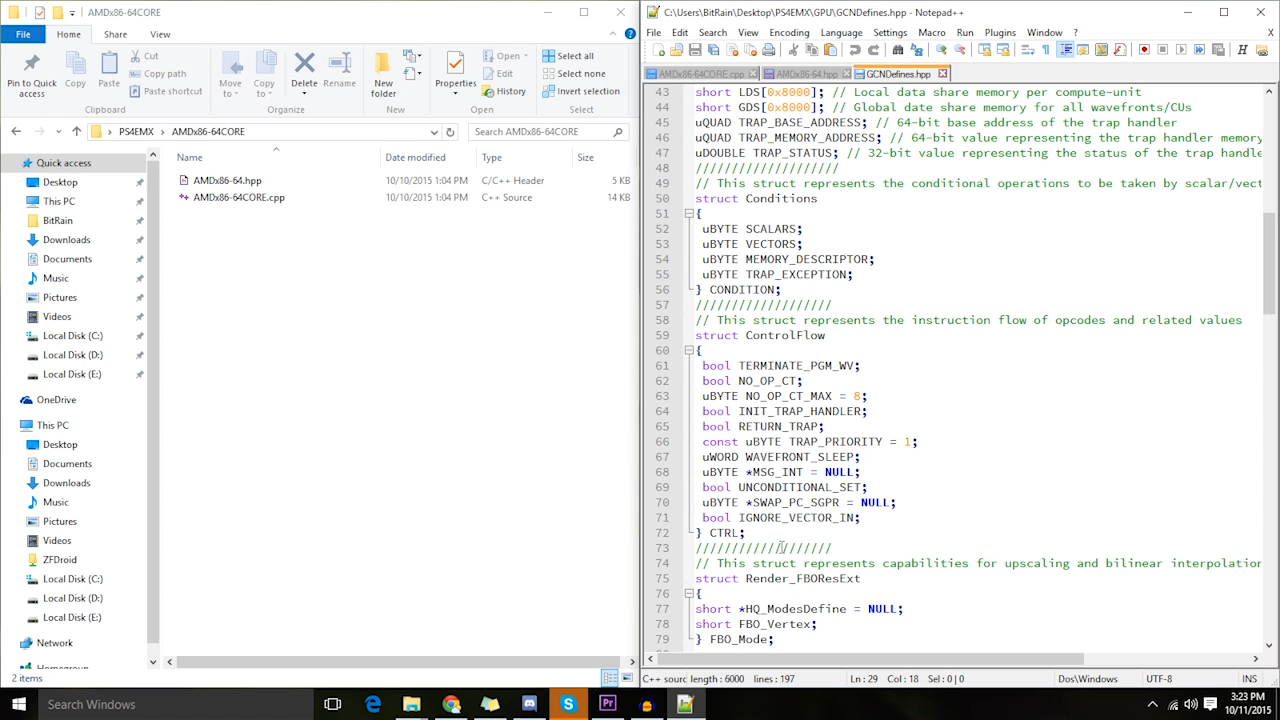 AMDx86-64CORE
File
Home
Share
View
Pin to Quick access
Copy
Paste
Cut
Copy path
Paste shortcut
Clipboard
Move to
Copy to
Delete
Rename
Organize
New folder
New
Properties
Open
Edit
History
Open
Select all
Select none
Invert selection
Select
PS4EMX > AMDx86-64CORE
Search AMDx86-64CORE
Name Date modified Type Size
AMDx86-64.hpp 10/10/2015 1:04 PM C/C++ Header 5 KB
AMDx86-64CORE.cpp 10/10/2015 1:04 PM C++ Source 14 KB
Quick access
Desktop
This PC
BitRain
Downloads
Documents
Music
Pictures
Videos
Local Disk (C:)
Local Disk (D:)
Local Disk (E:)
OneDrive
This PC
Desktop
Documents
Downloads
Music
Pictures
Videos
ZFDroid
Local Disk (C:)
Local Disk (D:)
Local Disk (E:)
Network
Homegroup
2 items
C:\Users\BitRain\Desktop\PS4EMX\GPU\GCNDefines.hpp - Notepad++
File Edit Search View Encoding Language Settings Macro Run Plugins Window ? X
AMDx86-64CORE.cpp AMDx86-64.hpp GCNDefines.hpp
43 short LDS[0x8000]; // Local data share memory per compute-unit
44 short GDS[0x8000]; // Global date share memory for all wavefronts/CUs
45 uQUAD TRAP_BASE_ADDRESS; // 64-bit base address of the trap handler
46 uQUAD TRAP_MEMORY_ADDRESS; // 64-bit value representing the trap handler memory
47 uDOUBLE TRAP_STATUS; // 32-bit value representing the status of the trap handle
48 ////////////////////
49 // This struct represents the conditional operations to be taken by scalar/vect
50 struct Conditions
51 {
52 uBYTE SCALARS;
53 uBYTE VECTORS;
54 uBYTE MEMORY_DESCRIPTOR;
55 uBYTE TRAP_EXCEPTION;
56 } CONDITION;
57 ///////////////////
58 // This struct represents the instruction flow of opcodes and related values
59 struct ControlFlow
60 {
61 bool TERMINATE_PGM_WV;
62 bool NO_OP_CT;
63 uBYTE NO_OP_CT_MAX = 8;
64 bool INIT_TRAP_HANDLER;
65 bool RETURN_TRAP;
66 const uBYTE TRAP_PRIORITY = 1;
67 uWORD WAVEFRONT_SLEEP;
68 uBYTE *MSG_INT = NULL;
69 bool UNCONDITIONAL_SET;
70 uBYTE *SWAP_PC_SGPR = NULL;
71 bool IGNORE_VECTOR_IN;
72 } CTRL;
73 ///////////////////
74 // This struct represents capabilities for upscaling and bilinear interpolation
75 struct Render_FBOResExt
76 {
77 short *HQ_ModesDefine = NULL;
78 short FBO_Vertex;
79 } FBO_Mode;
C++ sourc length : 6000 lines : 197 Ln : 29 Col : 18 Sel : 0 | 0 Dos\Windows UTF-8 INS
Search Windows
3:23 PM
10/11/2015